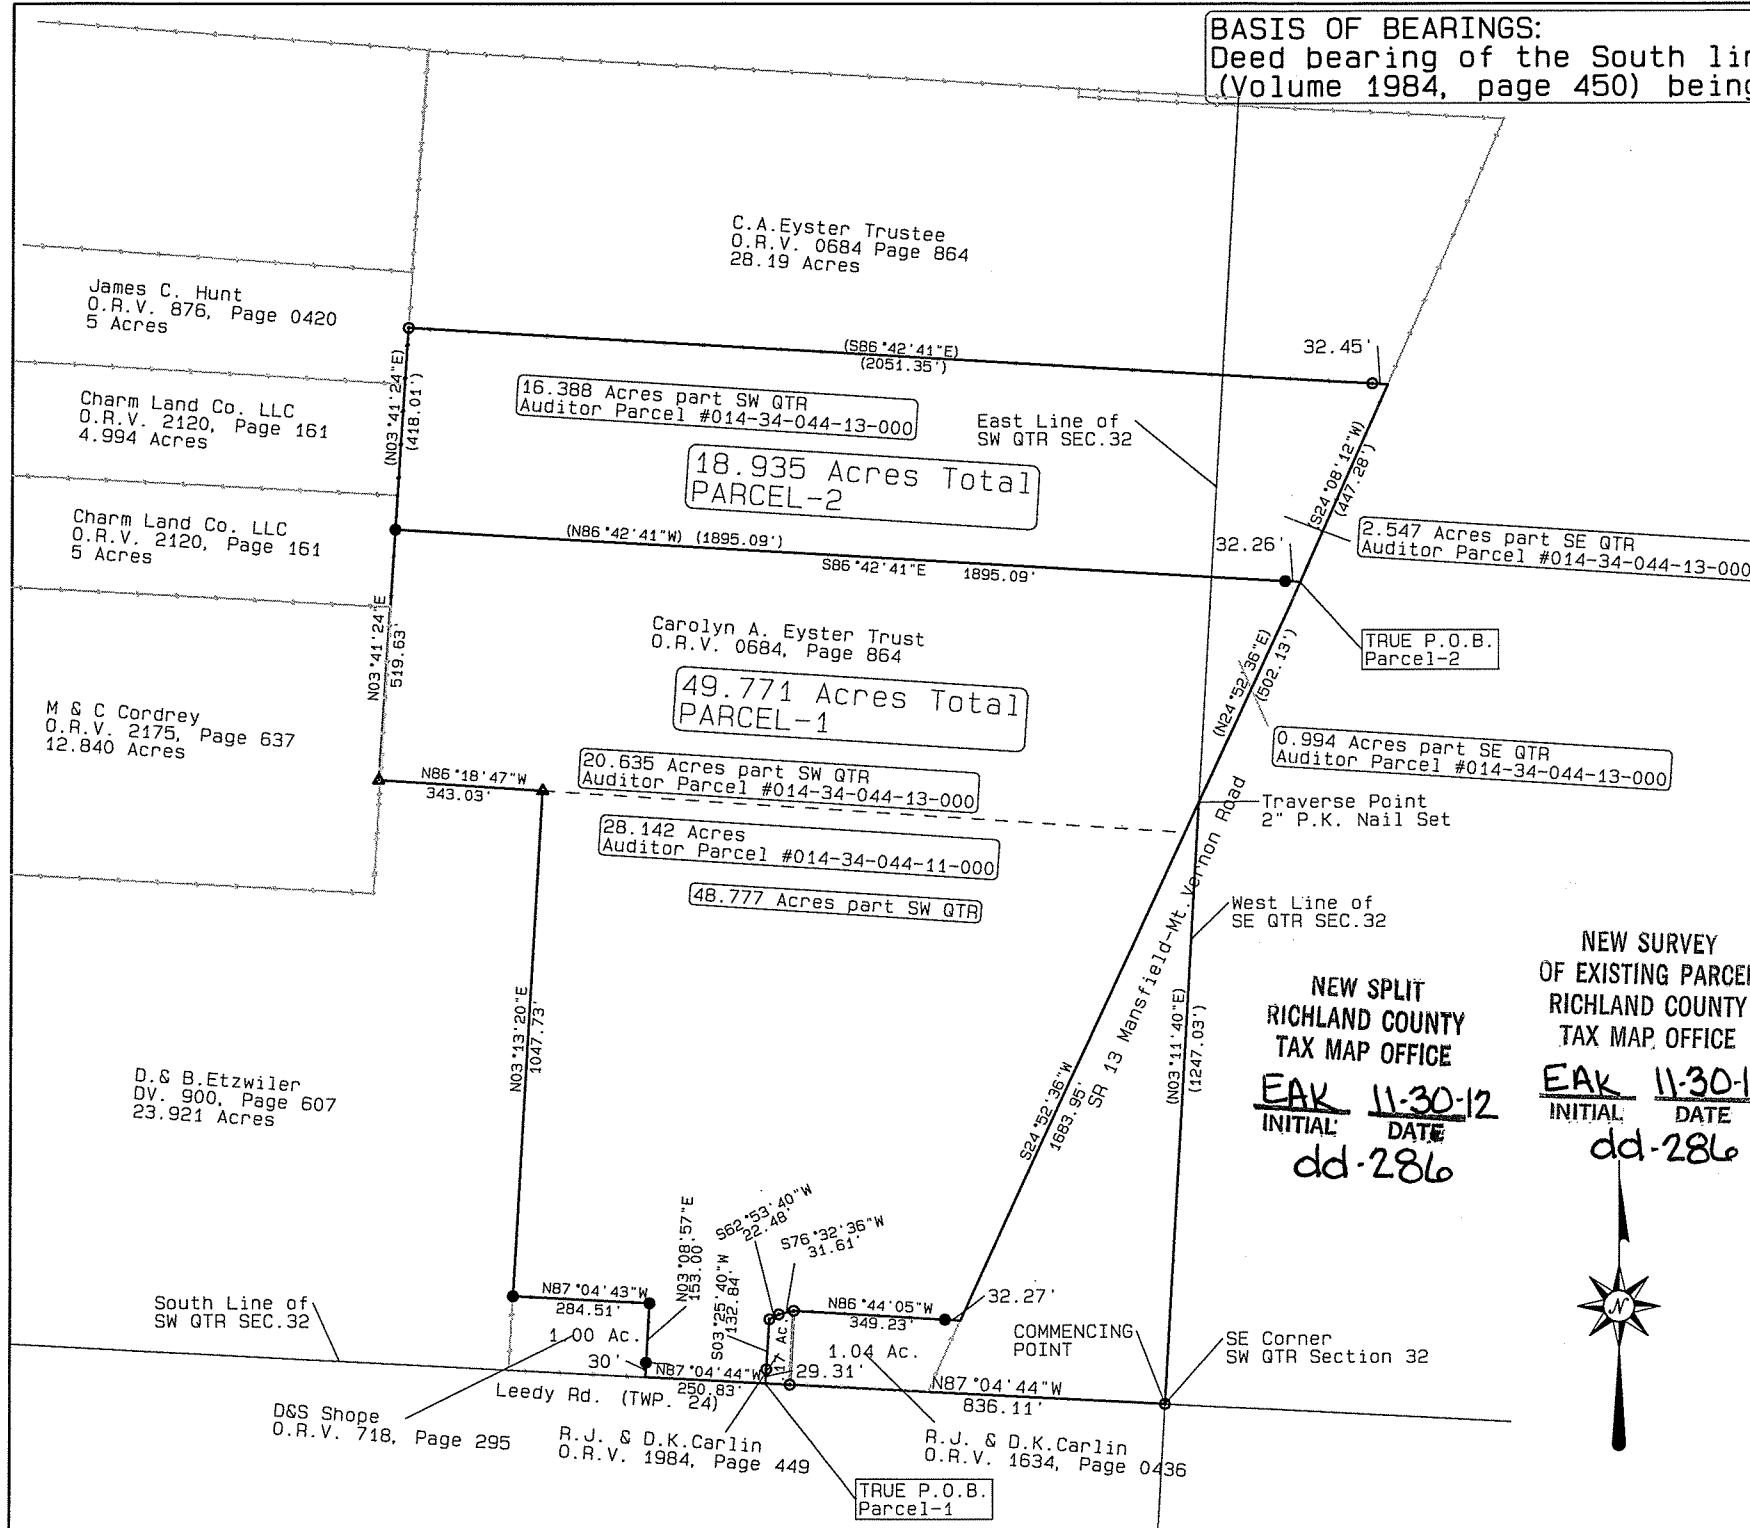 BASIS OF BEARINGS:
Deed bearing of the South lin
(Volume 1984, page 450) being
C.A.Eyster Trustee
O.R.V. 0684 Page 864
28.19 Acres
James C. Hunt
O.R.V. 876, Page 0420
5 Acres
(S86°42'41"E)
(2051.35')
32.45'
(N03°41'24"E)
(418.01')
16.388 Acres part SW QTR
Auditor Parcel #014-34-044-13-000
Charm Land Co. LLC
O.R.V. 2120, Page 161
4.994 Acres
East Line of
SW QTR SEC.32
18.935 Acres Total
PARCEL-2
(S24°08'12"W)
(447.28')
Charm Land Co. LLC
O.R.V. 2120, Page 161
5 Acres
(N86°42'41"W) (1895.09')
S86°42'41"E 1895.09'
32.26'
2.547 Acres part SE QTR
Auditor Parcel #014-34-044-13-000
N03°41'24"E
519.63'
Carolyn A. Eyster Trust
O.R.V. 0684, Page 864
TRUE P.O.B.
Parcel-2
49.771 Acres Total
PARCEL-1
(N24°52'36"E)
(502.13')
M & C Cordrey
O.R.V. 2175, Page 637
12.840 Acres
0.994 Acres part SE QTR
Auditor Parcel #014-34-044-13-000
N86°18'47"W
343.03'
20.635 Acres part SW QTR
Auditor Parcel #014-34-044-13-000
Traverse Point
2" P.K. Nail Set
28.142 Acres
Auditor Parcel #014-34-044-11-000
48.777 Acres part SW QTR
West Line of
SE QTR SEC.32
SR 13 Mansfield-Mt. Vernon Road
NEW SPLIT
RICHLAND COUNTY
TAX MAP OFFICE
EAK 11-30-12
INITIAL DATE
dd-286
NEW SURVEY
OF EXISTING PARCEL
RICHLAND COUNTY
TAX MAP OFFICE
EAK 11-30-1
INITIAL DATE
dd-286
N03°13'20"E
1047.73'
(N03°11'40"E)
(1247.03')
S24°52'36"W
1683.95'
D.& B.Etzwiler
DV. 900, Page 607
23.921 Acres
S62°53'40"W
22.48'
S76°32'36"W
31.61'
N03°08'57"E
153.00'
S03°25'40"W
132.84'
N87°04'43"W
284.51'
N86°44'05"W
349.23'
32.27'
South Line of
SW QTR SEC.32
1.00 Ac.
.17 Ac.
1.04 Ac.
COMMENCING
POINT
SE Corner
SW QTR Section 32
30'
N87°04'44"W
250.83'
29.31'
N87°04'44"W
836.11'
Leedy Rd. (TWP. 24)
D&S Shope
O.R.V. 718, Page 295
R.J. & D.K.Carlin
O.R.V. 1984, Page 449
R.J. & D.K.Carlin
O.R.V. 1634, Page 0436
TRUE P.O.B.
Parcel-1
N